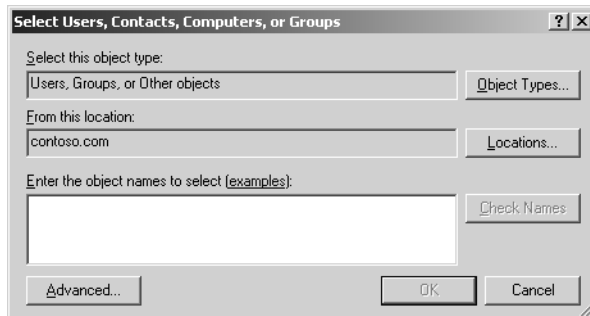 Select Users, Contacts, Computers, or Groups
Select this object type:
Users, Groups, or Other objects
Object Types...
From this location:
contoso.com
Locations...
Enter the object names to select (examples):
Check Names
Advanced...
OK
Cancel